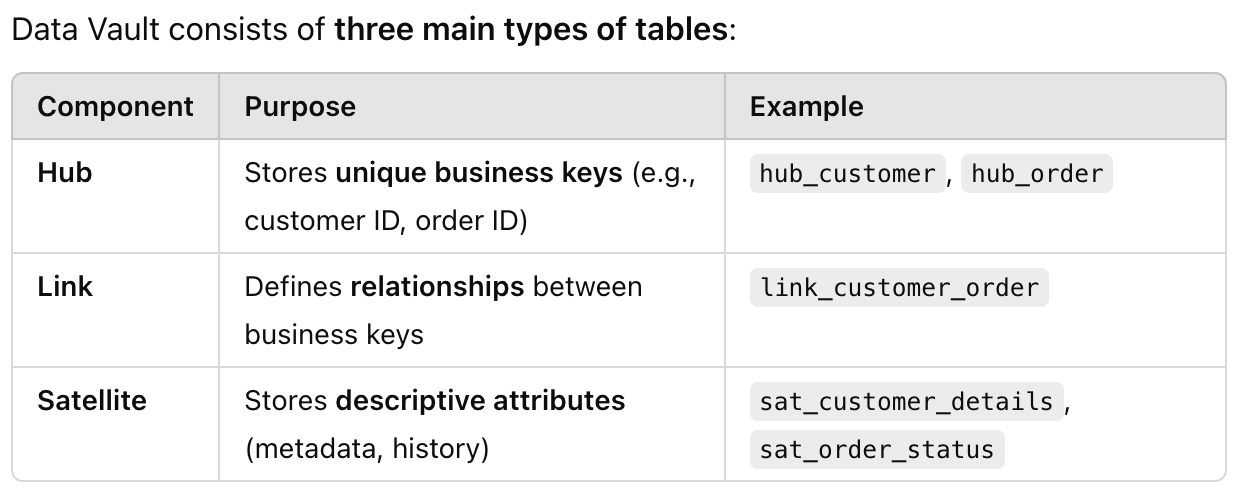 Data Vault consists of three main types of tables:
Component Purpose Example
Hub Stores unique business keys (e.g., hub_customer, hub_order
customer ID, order ID)
Link Defines relationships between link_customer_order
business keys
Satellite Stores descriptive attributes sat_customer_details,
(metadata, history) sat_order_status